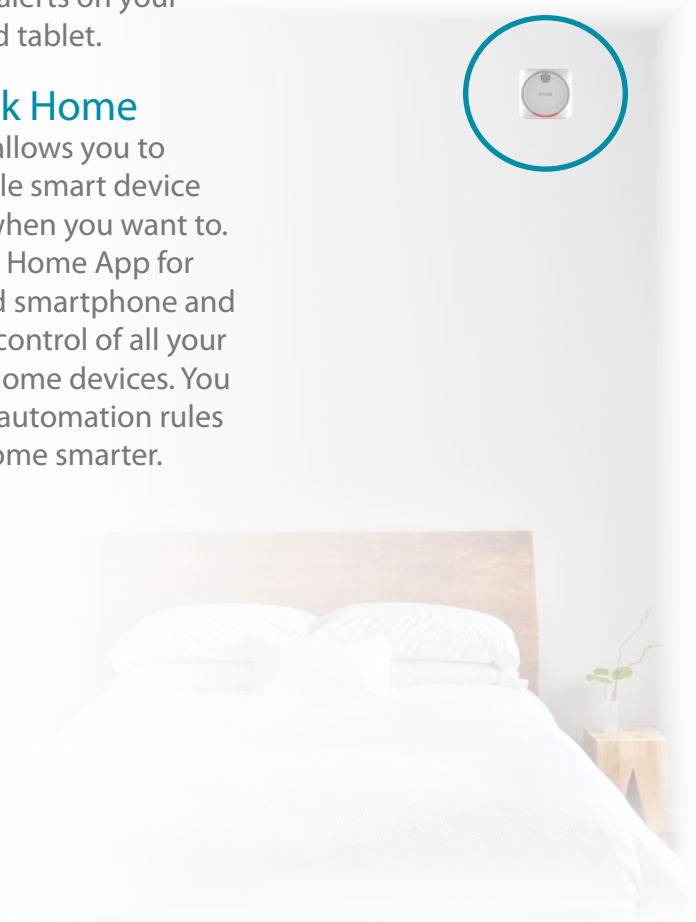 alerts on your
d tablet.
k Home
allows you to
le smart device
when you want to.
Home App for
d smartphone and
control of all your
ome devices. You
automation rules
ome smarter.